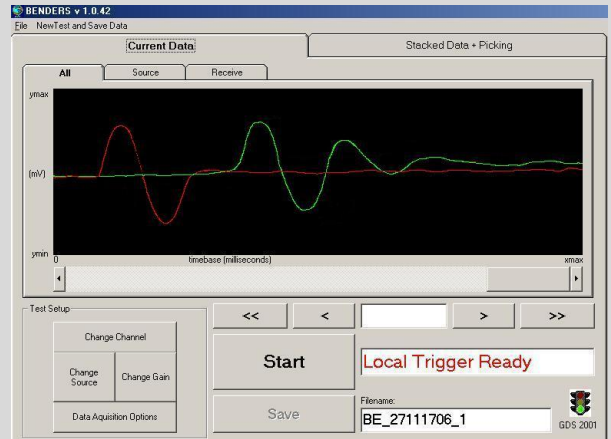 BENDERS v 1.0.42
File NewTest and Save Data
Current Data
Stacked Data + Picking
All
Source
Receive
ymax
(mV)
ymin
0
timebase (milliseconds)
xmax
Test Setup
Change Channel
Change Source
Change Gain
Data Aquisition Options
<<
<
>
>>
Start
Local Trigger Ready
Save
Filename:
BE_27111706_1
GDS 2001